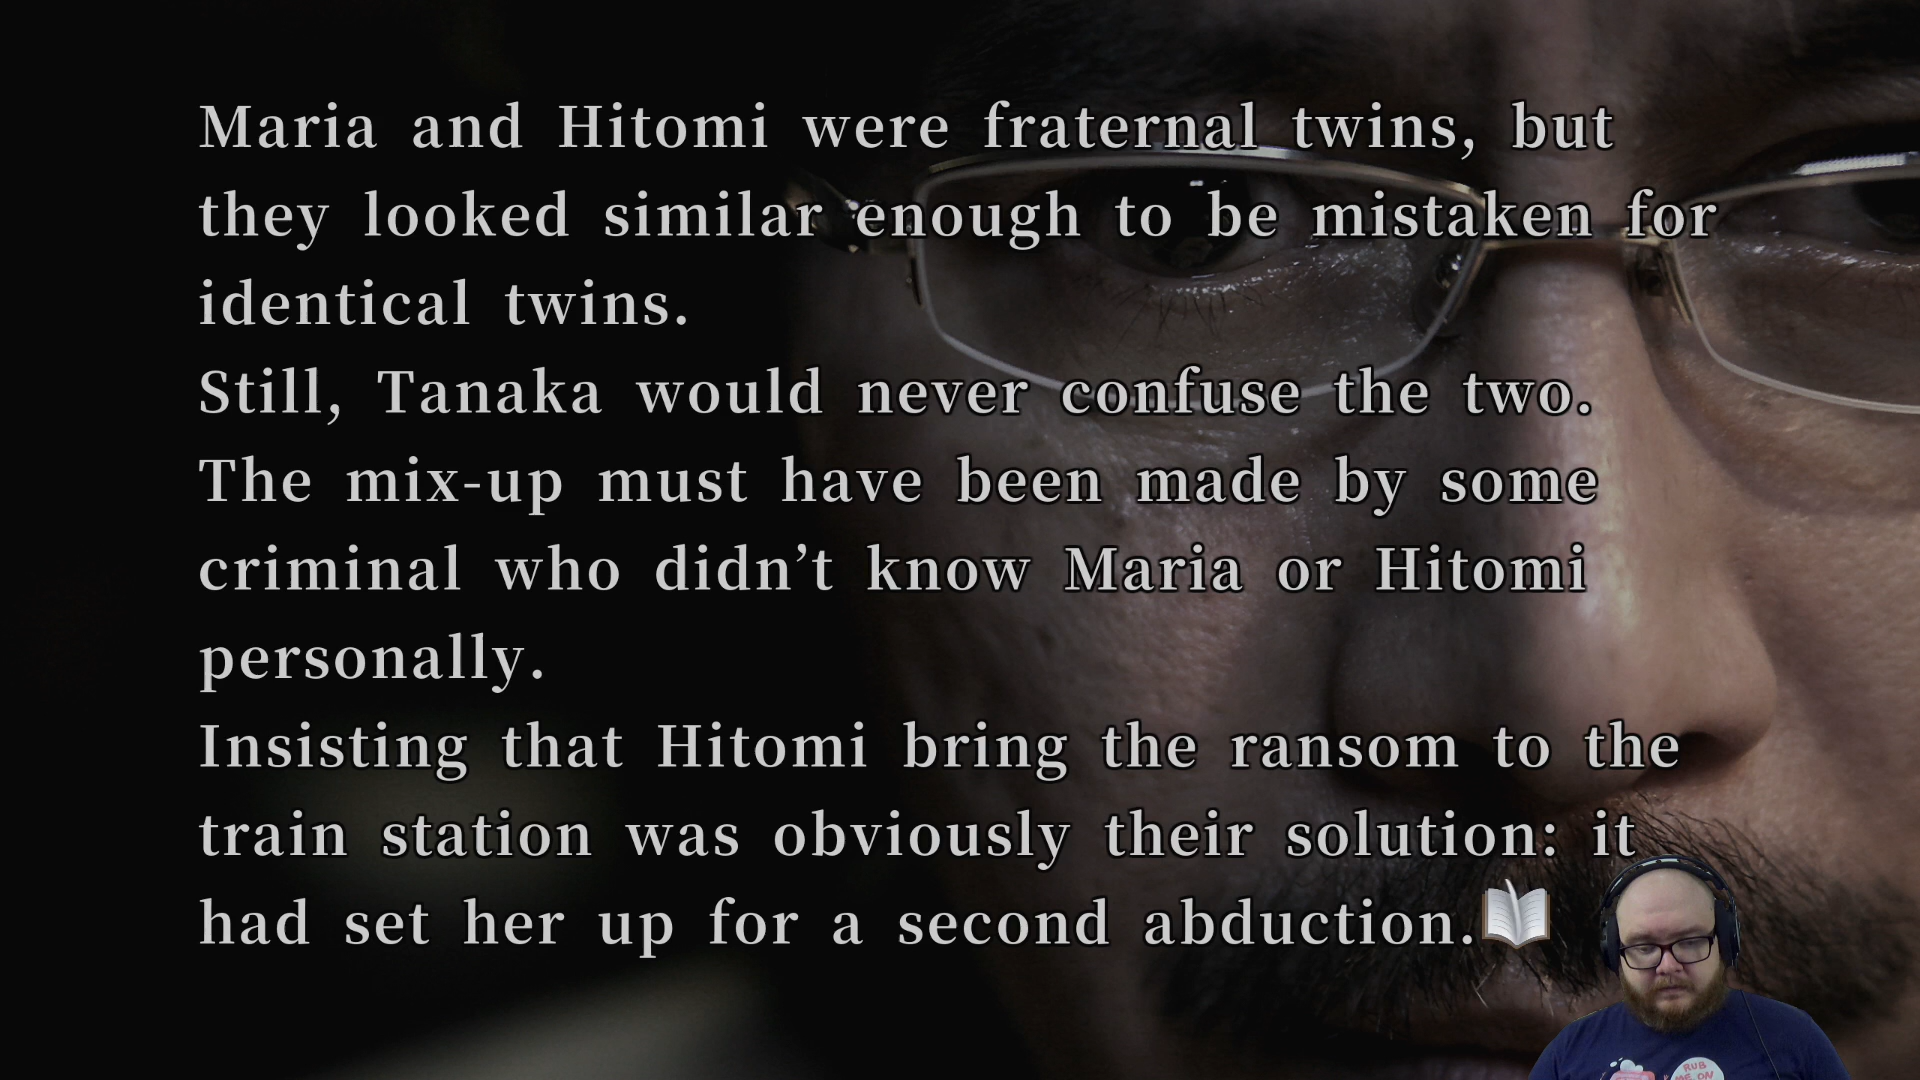 Maria and Hitomi were fraternal twins, but
they looked similar enough to be mistaken for
identical twins.
Still, Tanaka would never confuse the two.
The mix-up must have been made by some
criminal who didn’t know Maria or Hitomi
personally.
Insisting that Hitomi bring the ransom to the
train station was obviously their solution: it
had set her up for a second abduction.
RUB
ME ON